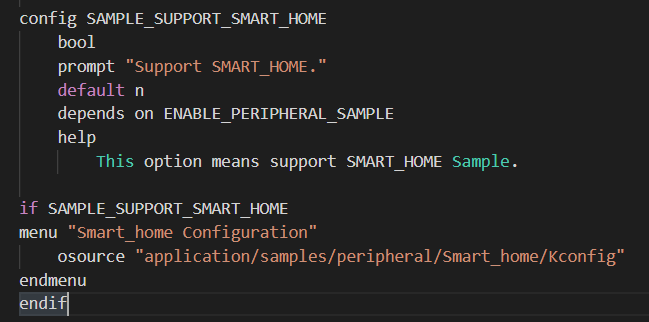 config SAMPLE_SUPPORT_SMART_HOME
    bool
    prompt "Support SMART_HOME."
    default n
    depends on ENABLE_PERIPHERAL_SAMPLE
    help
        This option means support SMART_HOME Sample.

if SAMPLE_SUPPORT_SMART_HOME
menu "Smart_home Configuration"
    osource "application/samples/peripheral/Smart_home/Kconfig"
endmenu
endif